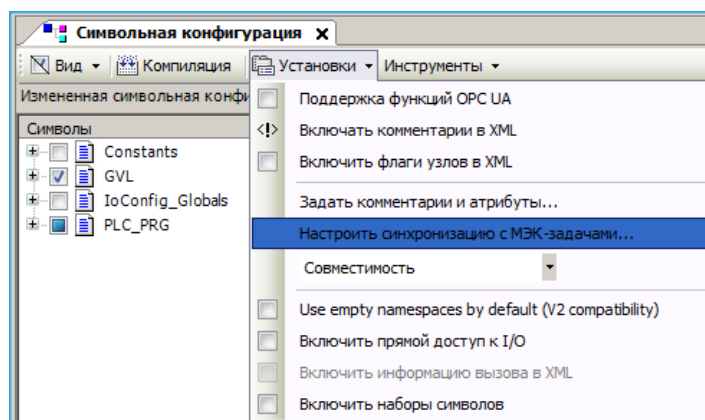 Символьная конфигурация
Вид Компиляция Установки Инструменты
Измененная символьная конфи
Символы
Constants
GVL
IoConfig_Globals
PLC_PRG
Поддержка функций OPC UA
Включать комментарии в XML
Включить флаги узлов в XML
Задать комментарии и атрибуты...
Настроить синхронизацию с МЭК-задачами...
Совместимость
Use empty namespaces by default (V2 compatibility)
Включить прямой доступ к I/O
Включить информацию вызова в XML
Включить наборы символов